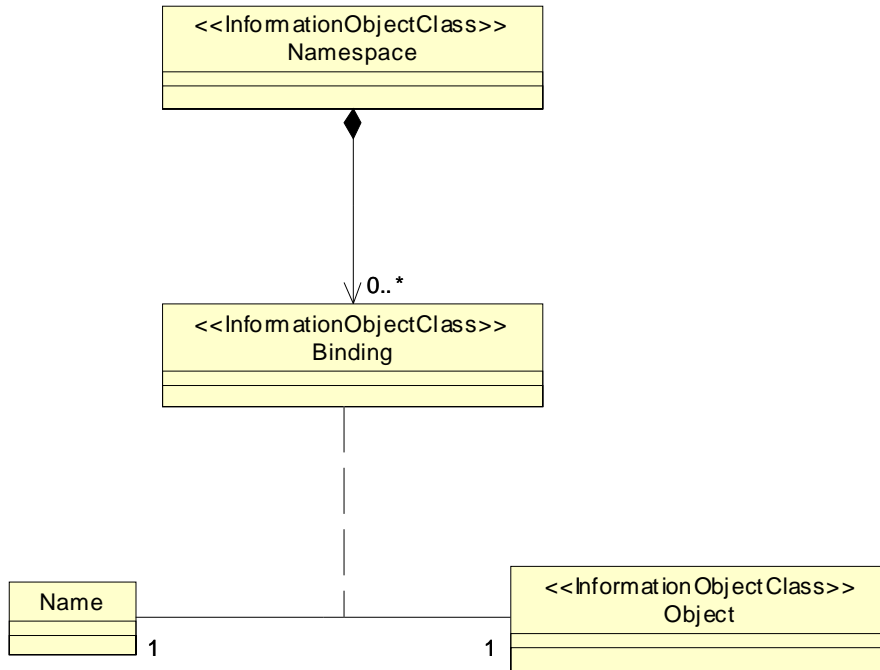 <<InformationObjectClass>>
Namespace
0..*
<<InformationObjectClass>>
Binding
Name
<<InformationObjectClass>>
Object
1
1